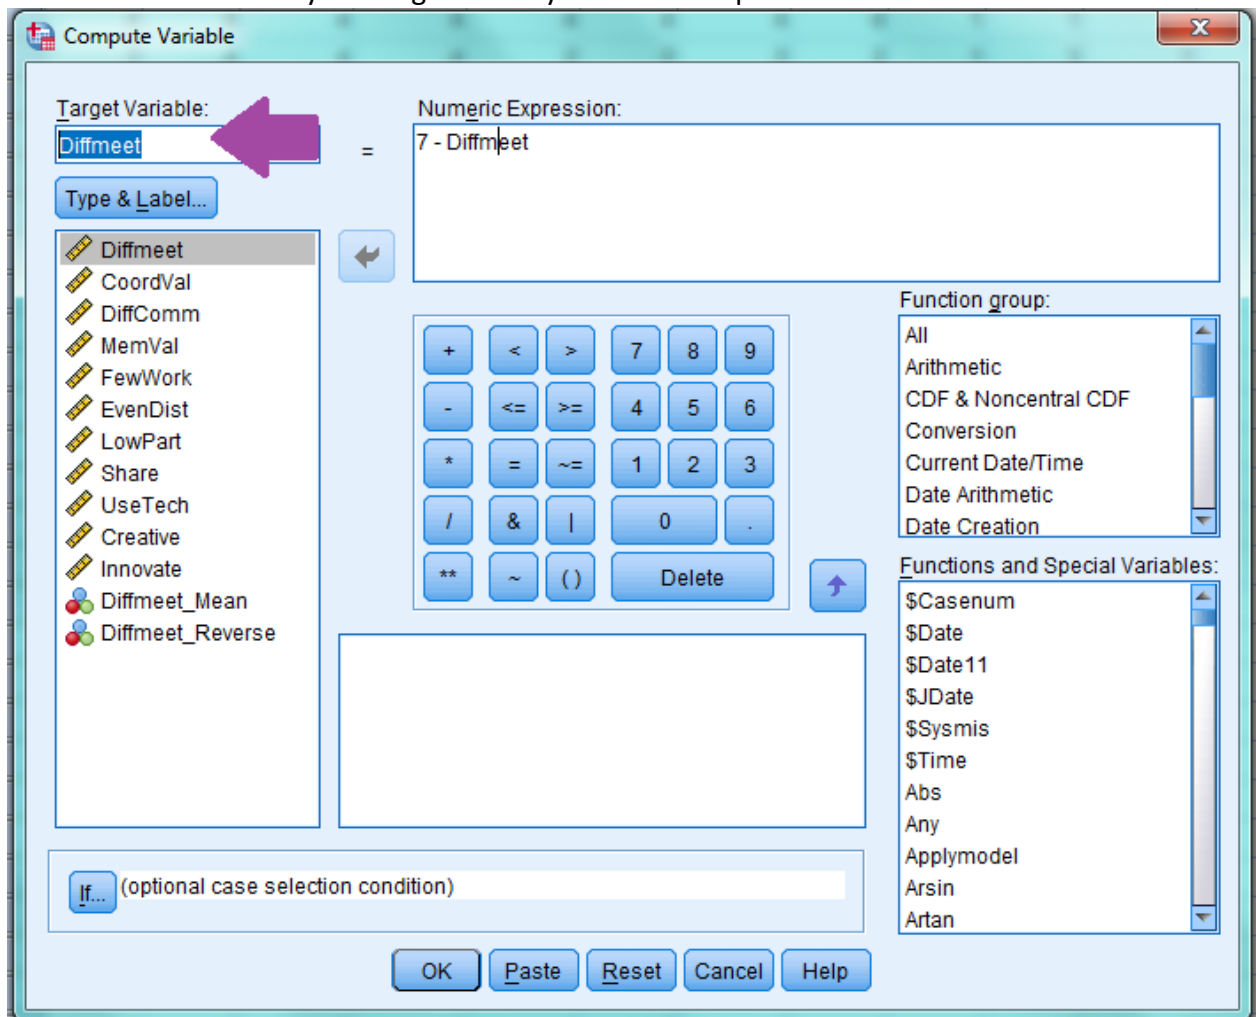 Compute Variable
X
Target Variable:
Diffmeet
=
Numeric Expression:
7 - Diffmeet
Type & Label...
Diffmeet
CoordVal
DiffComm
MemVal
FewWork
EvenDist
LowPart
Share
UseTech
Creative
Innovate
Diffmeet_Mean
Diffmeet_Reverse
+ < > 7 8 9
- <= >= 4 5 6
* = ~= 1 2 3
/ & | 0 .
** ~ ( ) Delete
Function group:
All
Arithmetic
CDF & Noncentral CDF
Conversion
Current Date/Time
Date Arithmetic
Date Creation
Functions and Special Variables:
$Casenum
$Date
$Date11
$JDate
$Sysmis
$Time
Abs
Any
Applymodel
Arsin
Artan
If... (optional case selection condition)
OK Paste Reset Cancel Help